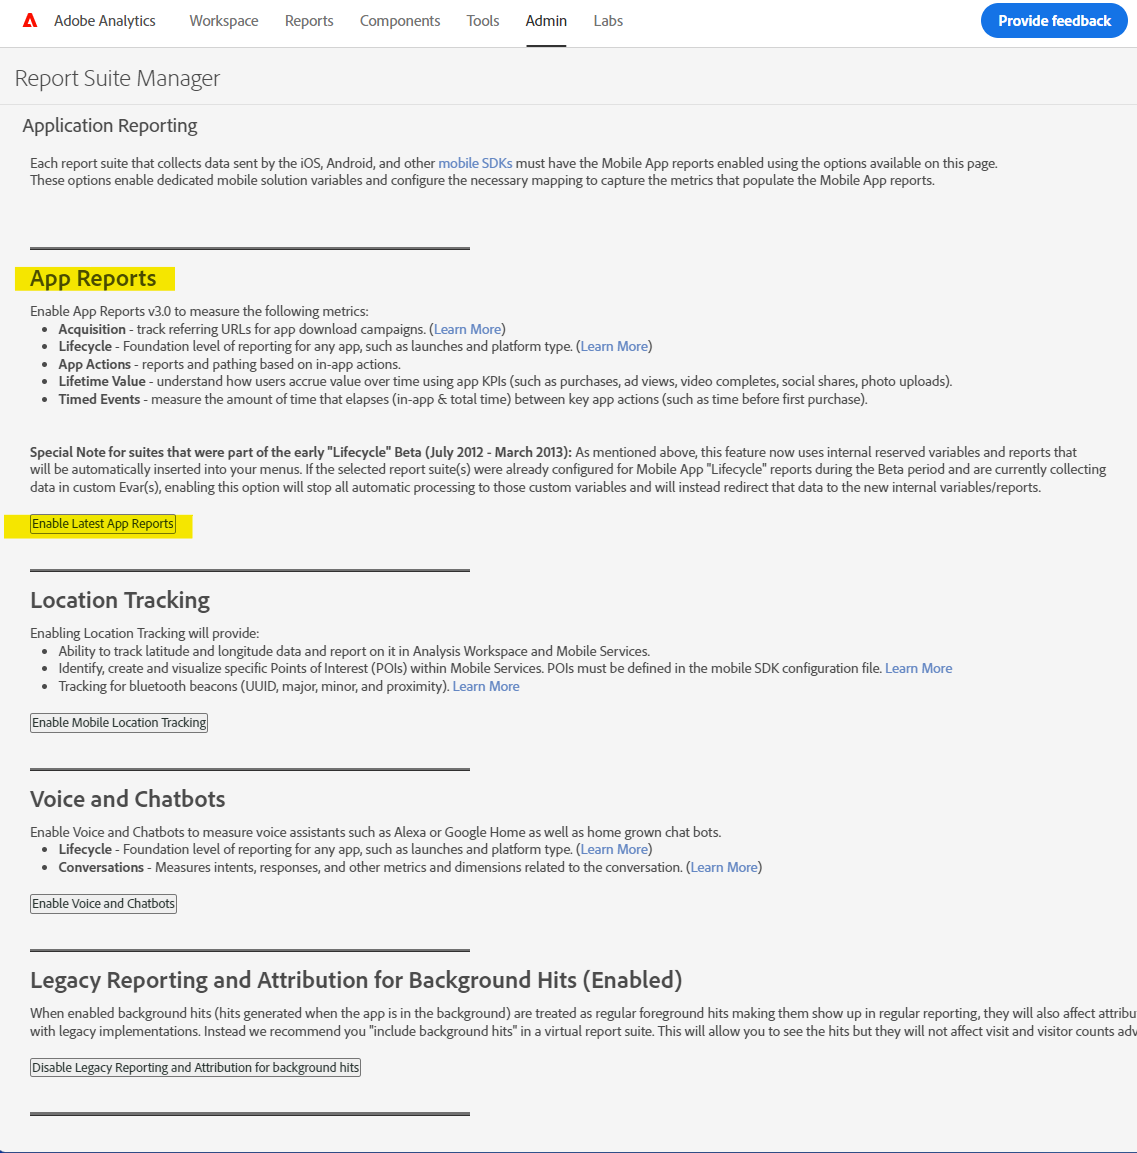 Adobe Analytics Workspace Reports Components Tools Admin Labs Provide feedback
Report Suite Manager
Application Reporting
Each report suite that collects data sent by the iOS, Android, and other mobile SDKs must have the Mobile App reports enabled using the options available on this page.
These options enable dedicated mobile solution variables and configure the necessary mapping to capture the metrics that populate the Mobile App reports.
App Reports
Enable App Reports v3.0 to measure the following metrics:
• Acquisition - track referring URLs for app download campaigns. (Learn More)
• Lifecycle - Foundation level of reporting for any app, such as launches and platform type. (Learn More)
• App Actions - reports and pathing based on in-app actions.
• Lifetime Value - understand how users accrue value over time using app KPIs (such as purchases, ad views, video completes, social shares, photo uploads).
• Timed Events - measure the amount of time that elapses (in-app & total time) between key app actions (such as time before first purchase).
Special Note for suites that were part of the early "Lifecycle" Beta (July 2012 - March 2013): As mentioned above, this feature now uses internal reserved variables and reports that
will be automatically inserted into your menus. If the selected report suite(s) were already configured for Mobile App "Lifecycle" reports during the Beta period and are currently collecting
data in custom Evar(s), enabling this option will stop all automatic processing to those custom variables and will instead redirect that data to the new internal variables/reports.
Enable Latest App Reports
Location Tracking
Enabling Location Tracking will provide:
• Ability to track latitude and longitude data and report on it in Analysis Workspace and Mobile Services.
• Identify, create and visualize specific Points of Interest (POIs) within Mobile Services. POIs must be defined in the mobile SDK configuration file. Learn More
• Tracking for bluetooth beacons (UUID, major, minor, and proximity). Learn More
Enable Mobile Location Tracking
Voice and Chatbots
Enable Voice and Chatbots to measure voice assistants such as Alexa or Google Home as well as home grown chat bots.
• Lifecycle - Foundation level of reporting for any app, such as launches and platform type. (Learn More)
• Conversations - Measures intents, responses, and other metrics and dimensions related to the conversation. (Learn More)
Enable Voice and Chatbots
Legacy Reporting and Attribution for Background Hits (Enabled)
When enabled background hits (hits generated when the app is in the background) are treated as regular foreground hits making them show up in regular reporting, they will also affect attribu
with legacy implementations. Instead we recommend you "include background hits" in a virtual report suite. This will allow you to see the hits but they will not affect visit and visitor counts adv
Disable Legacy Reporting and Attribution for background hits